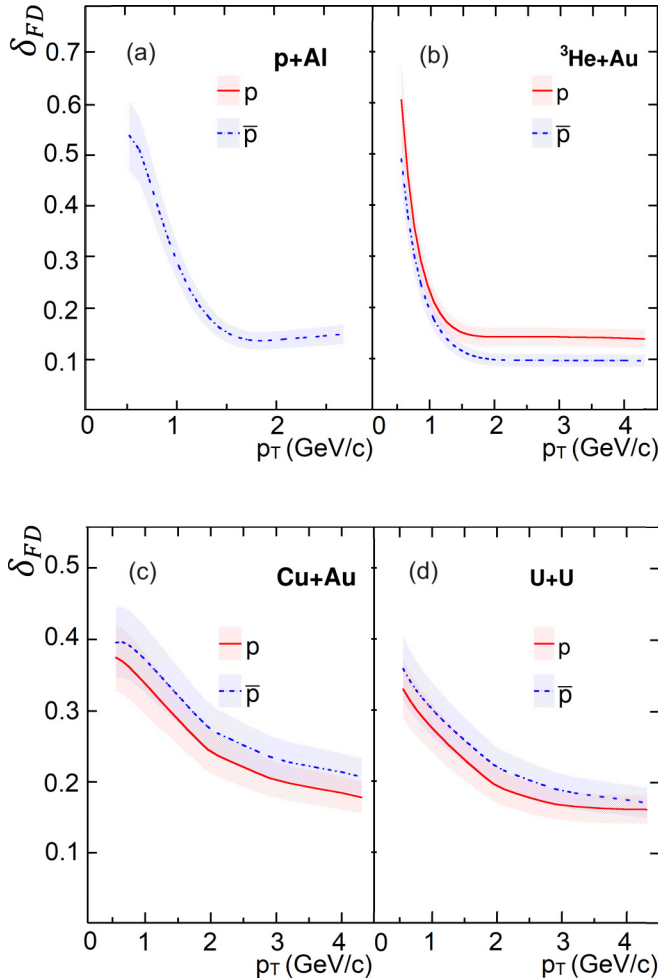 δ_FD
(a) p+Al
p
p̅
0.7
0.6
0.5
0.4
0.3
0.2
0.1
0 1 2
p_T (GeV/c)
(b) ³He+Au
p
p̅
0 1 2 3 4
p_T (GeV/c)
δ_FD
(c) Cu+Au
p
p̅
0.5
0.4
0.3
0.2
0.1
0 1 2 3 4
p_T (GeV/c)
(d) U+U
p
p̅
0 1 2 3 4
p_T (GeV/c)